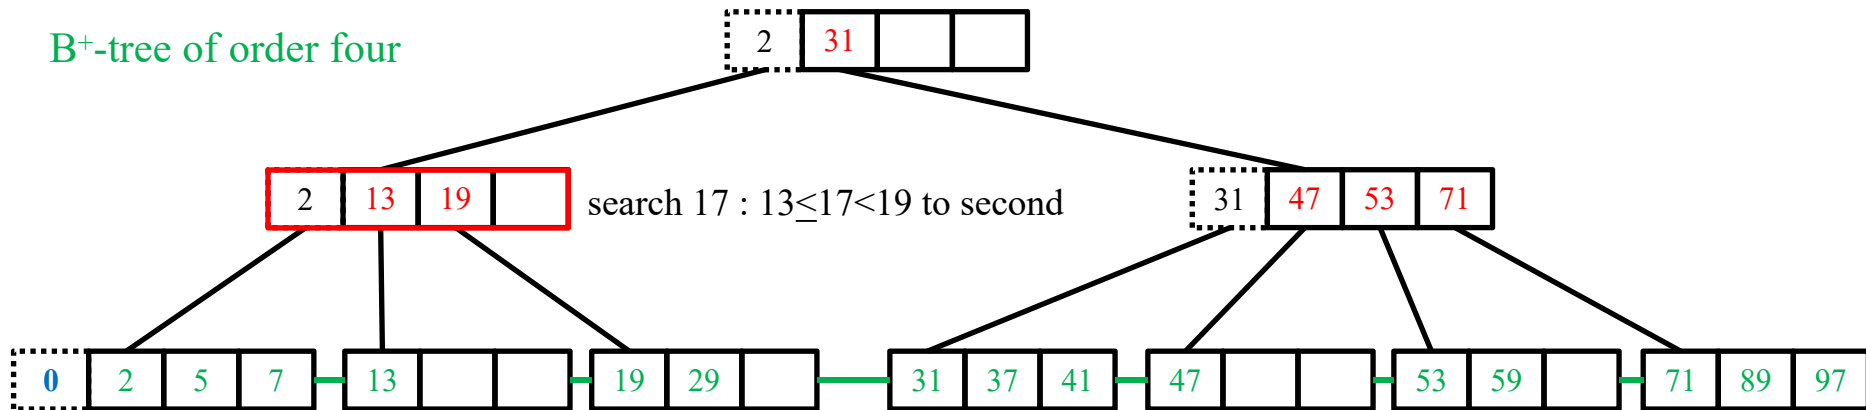 B⁺-tree of order four
2 31
2 13 19
search 17 : 13≤17<19 to second
31 47 53 71
0 2 5 7 13 19 29 31 37 41 47 53 59 71 89 97